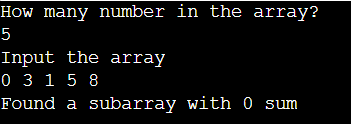 How many number in the array?
5
Input the array
0 3 1 5 8
Found a subarray with 0 sum